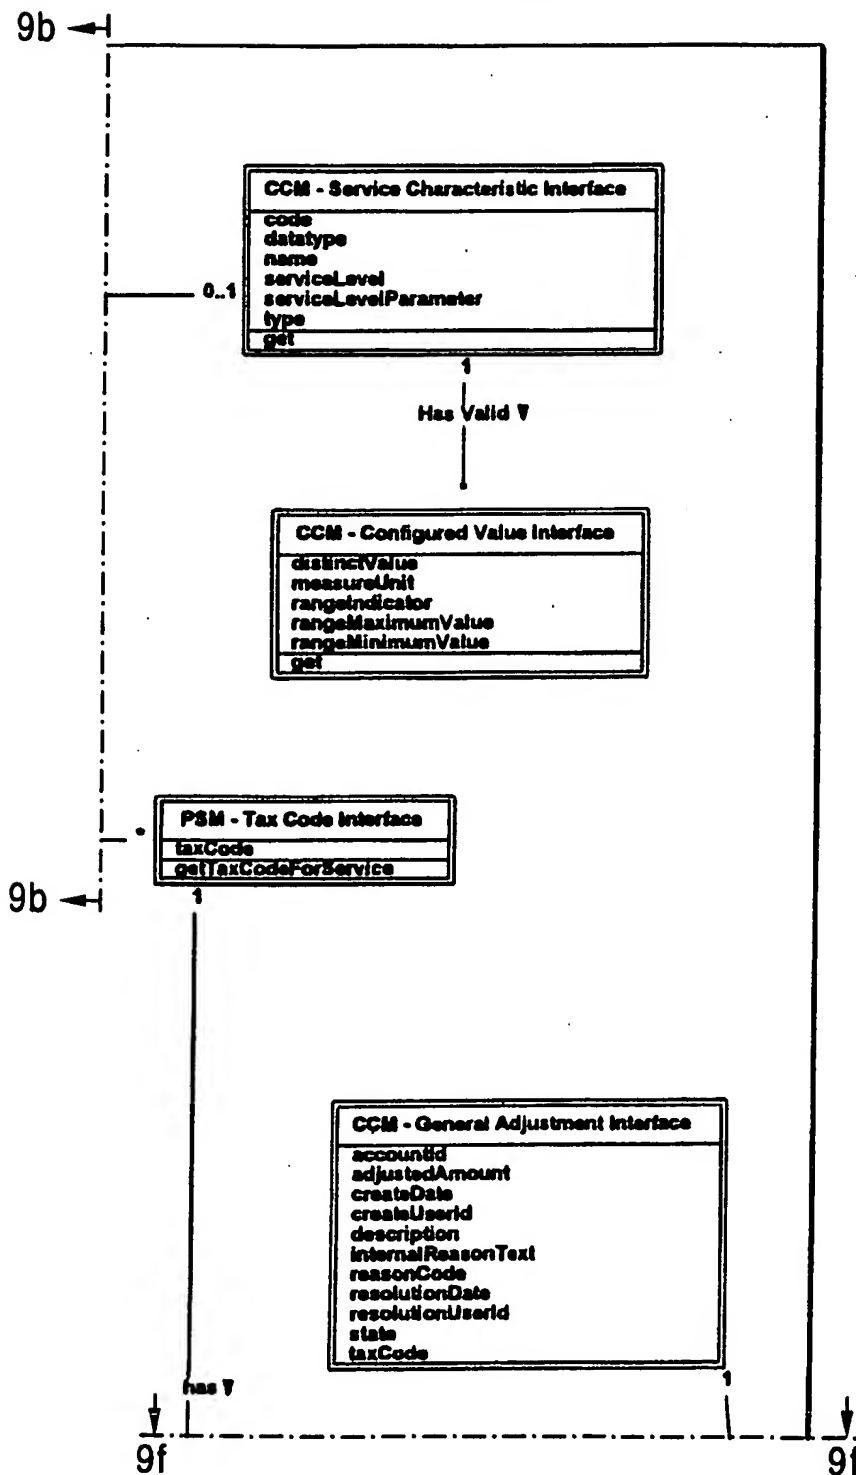 9b
CCM - Service Characteristic Interface
code
datatype
name
serviceLevel
0..1
serviceLevelParameter
type
get
1
Has Valid ▼
*
CCM - Configured Value Interface
distinctValue
measureUnit
rangeIndicator
rangeMaximumValue
rangeMinimumValue
get
PSM - Tax Code Interface
*
taxCode
getTaxCodeForService
9b
1
CCM - General Adjustment Interface
accountId
adjustedAmount
createDate
createUserId
description
internalReasonText
reasonCode
resolutionDate
resolutionUserId
state
taxCode
1
has ▼
9f
9f